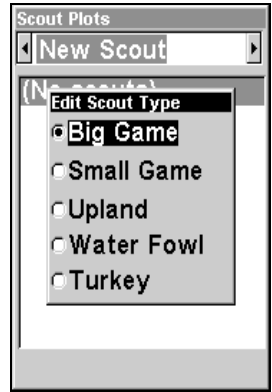 Scout Plots
New Scout
Edit Scout Type
Big Game
Small Game
Upland
Water Fowl
Turkey